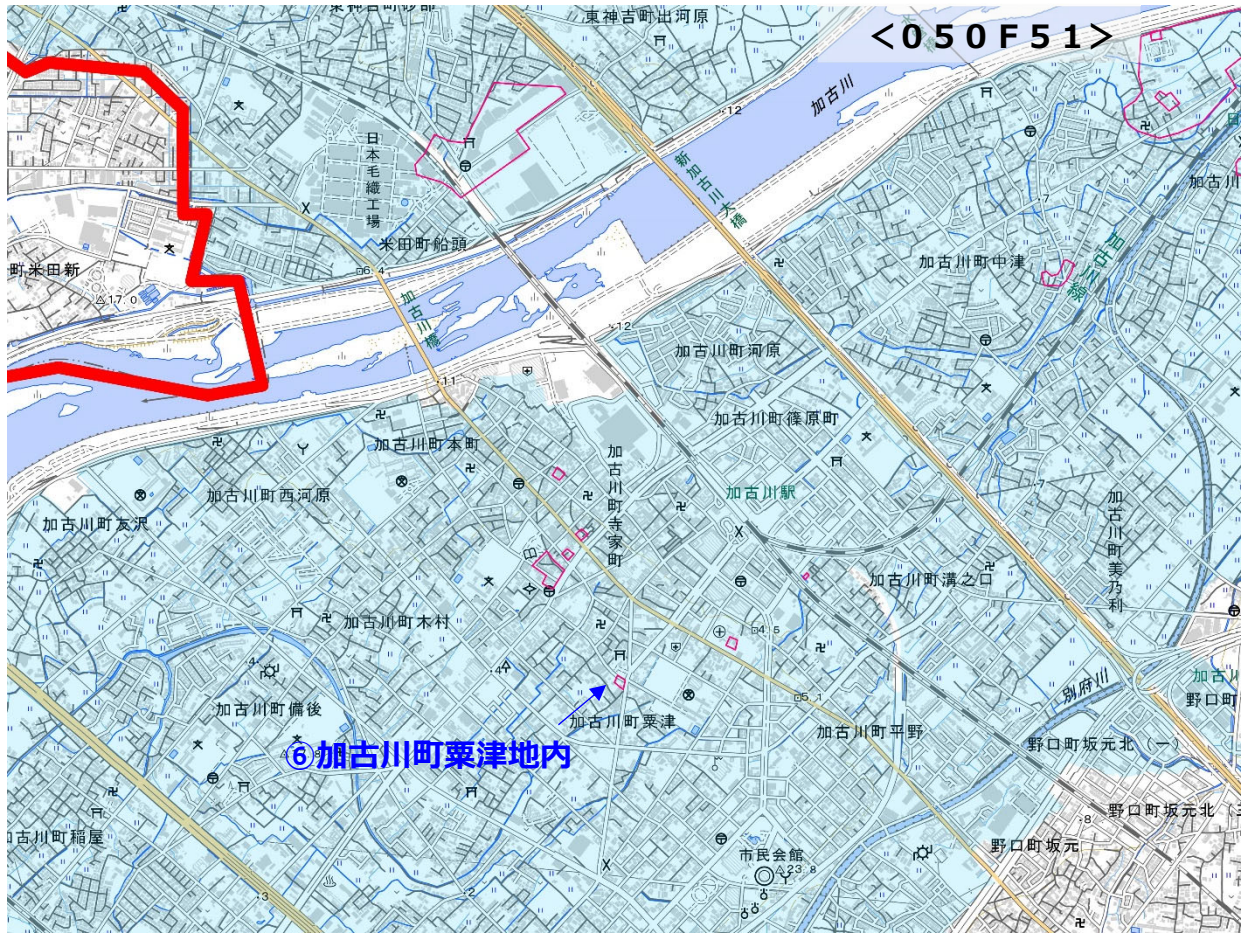 東神吉町出河原
<050F51>
加古川
12
日本毛織工場
新加古川大橋
米田町船頭
6.4
町米田新
17.0
加古川橋
加古川町中津
加古川線
7
12
11
加古川町河原
加古川町篠原町
加古川町本町
加古川町寺家町
加古川町西河原
加古川町友沢
加古川駅
7
加古川町美乃利
加古川町溝之口
加古川町木村
4.5
4
4
5.1
別府川
野口町
加古川町備後
加古川町粟津
加古川町平野
野口町坂元北(一)
⑥加古川町粟津地内
8
野口町坂元北(三
古川町稲屋
野口町坂元
市民会館
23.8
3
2